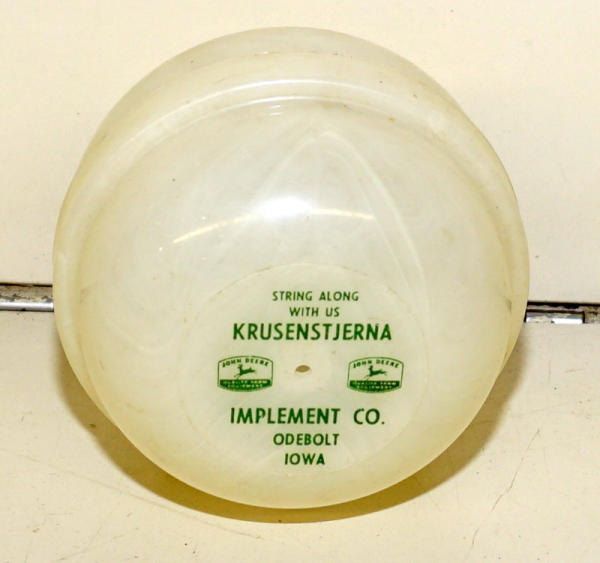 STRING ALONG
WITH US
KRUSENSTJERNA
JOHN DEERE JOHN DEERE
QUALITY FARM EQUIPMENT QUALITY FARM EQUIPMENT
IMPLEMENT CO.
ODEBOLT
IOWA